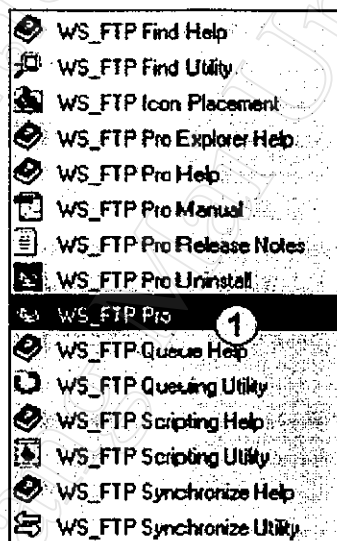 WS_FTP Find Help
WS_FTP Find Utility
WS_FTP Icon Placement
WS_FTP Pro Explorer Help
WS_FTP Pro Help
WS_FTP Pro Manual
WS_FTP Pro Release Notes
WS_FTP Pro Uninstall
WS_FTP Pro 1
WS_FTP Queue Help
WS_FTP Queuing Utility
WS_FTP Scripting Help
WS_FTP Scripting Utility
WS_FTP Synchronize Help
WS_FTP Synchronize Utility